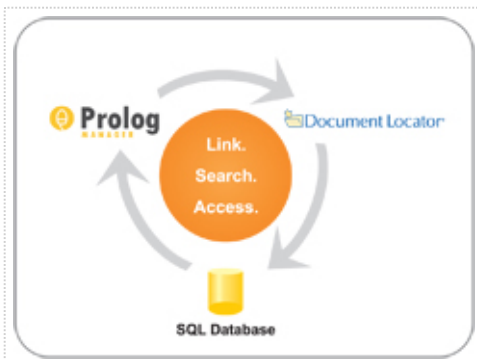 Prolog
MANAGER
Document Locator
Link.
Search.
Access.
SQL Database